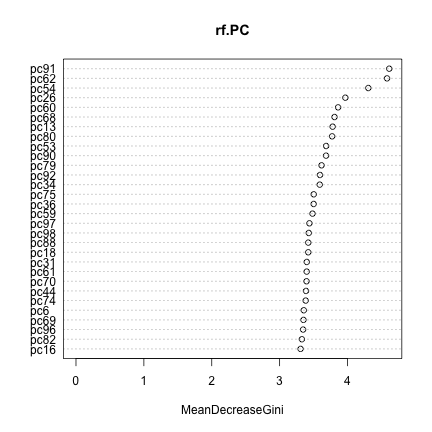 rf.PC
pc91
pc62
pc54
pc26
pc60
pc68
pc13
pc80
pc53
pc90
pc79
pc92
pc34
pc75
pc36
pc59
pc97
pc98
pc88
pc18
pc31
pc61
pc70
pc44
pc74
pc6
pc69
pc96
pc82
pc16
0 1 2 3 4
MeanDecreaseGini